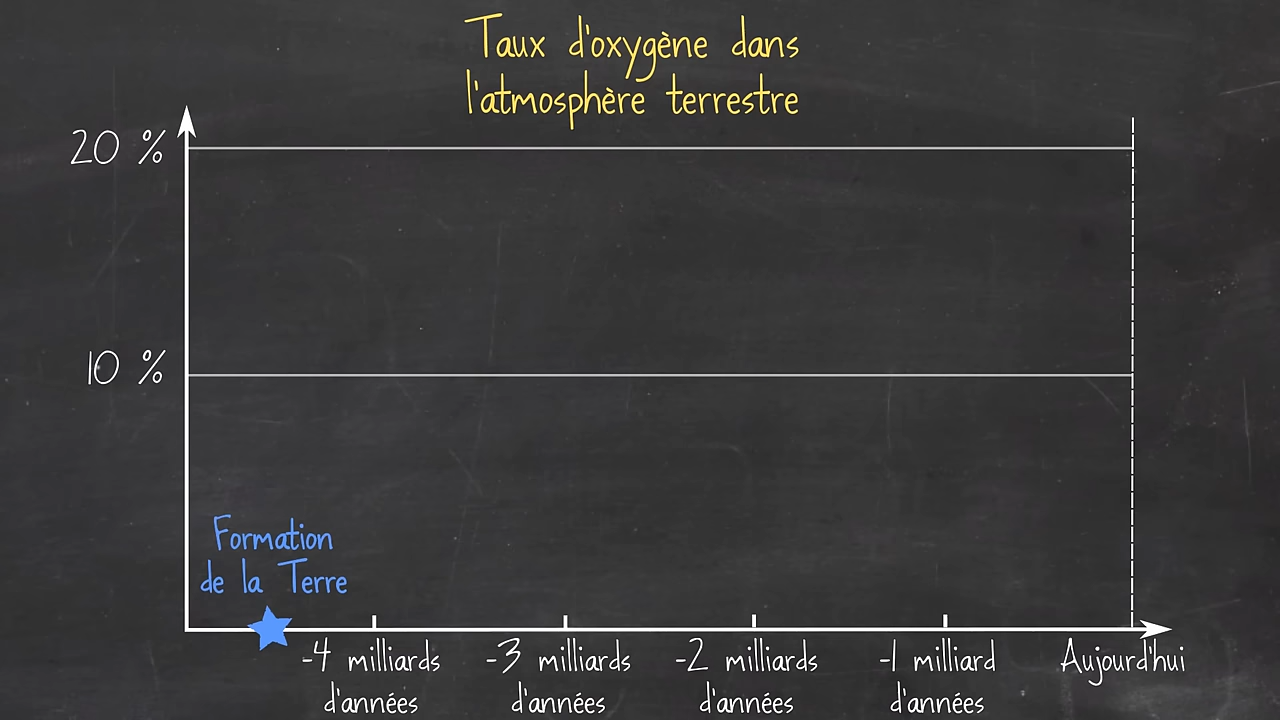 Taux d'oxygène dans
l'atmosphère terrestre
20 %
10 %
Formation
de la Terre
-4 milliards
d'années
-3 milliards
d'années
-2 milliards
d'années
-1 milliard
d'années
Aujourd'hui